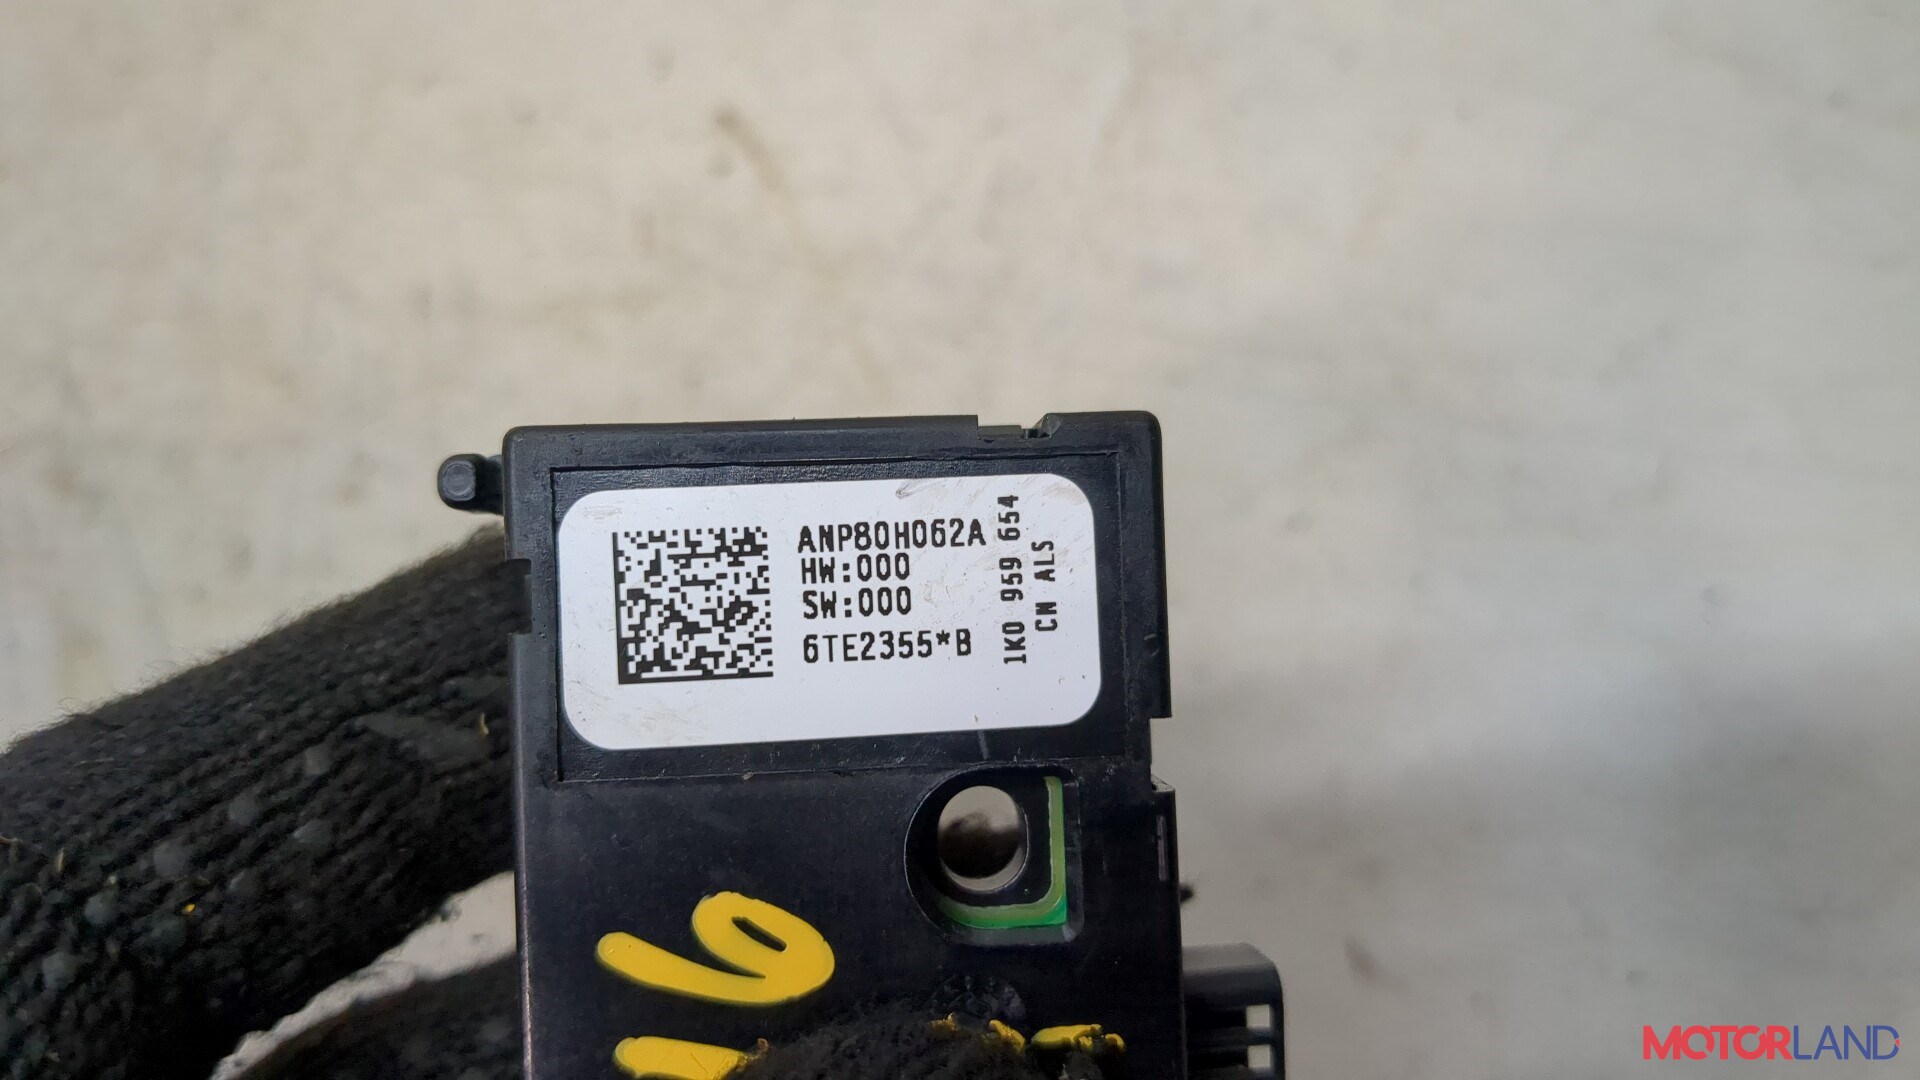 ANP80H062A
HW:000
SW:000
6TE2355*B
1K0 959 654
CN ALS
MOTORLAND